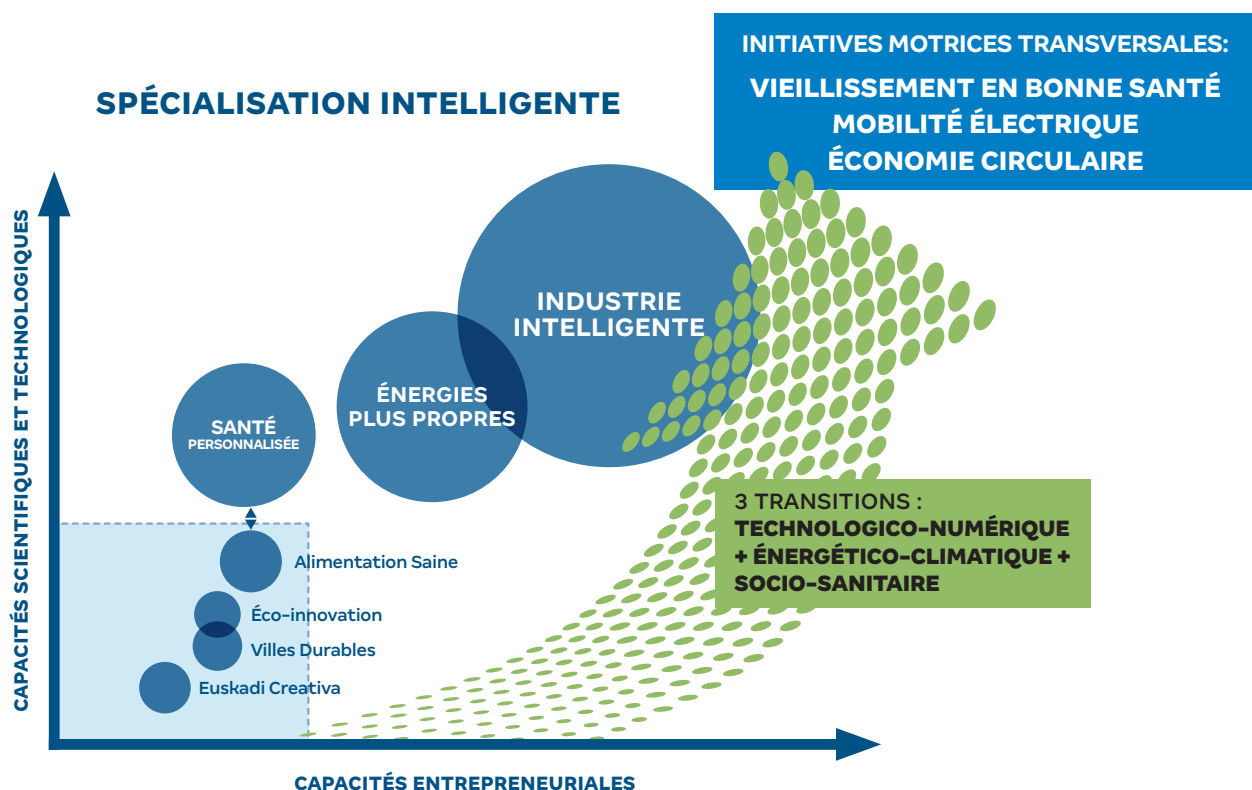 INITIATIVES MOTRICES TRANSVERSALES:
VIEILLISSEMENT EN BONNE SANTÉ
MOBILITÉ ÉLECTRIQUE
ÉCONOMIE CIRCULAIRE
SPÉCIALISATION INTELLIGENTE
CAPACITÉS SCIENTIFIQUES ET TECHNOLOGIQUES
INDUSTRIE
INTELLIGENTE
ÉNERGIES
PLUS PROPRES
SANTÉ
PERSONNALISÉE
3 TRANSITIONS :
TECHNOLOGICO-NUMÉRIQUE
+ ÉNERGÉTICO-CLIMATIQUE +
SOCIO-SANITAIRE
Alimentation Saine
Éco-innovation
Villes Durables
Euskadi Creativa
CAPACITÉS ENTREPRENEURIALES